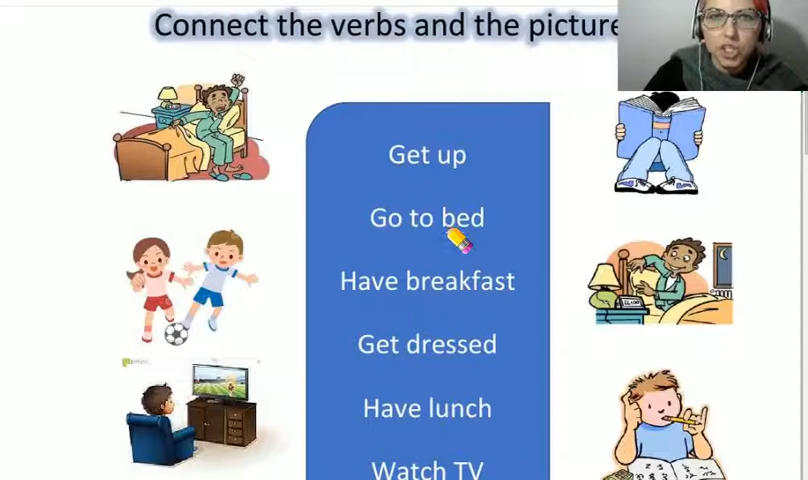 Connect the verbs and the picture
Get up
Go to bed
Have breakfast
Get dressed
Have lunch
Watch TV